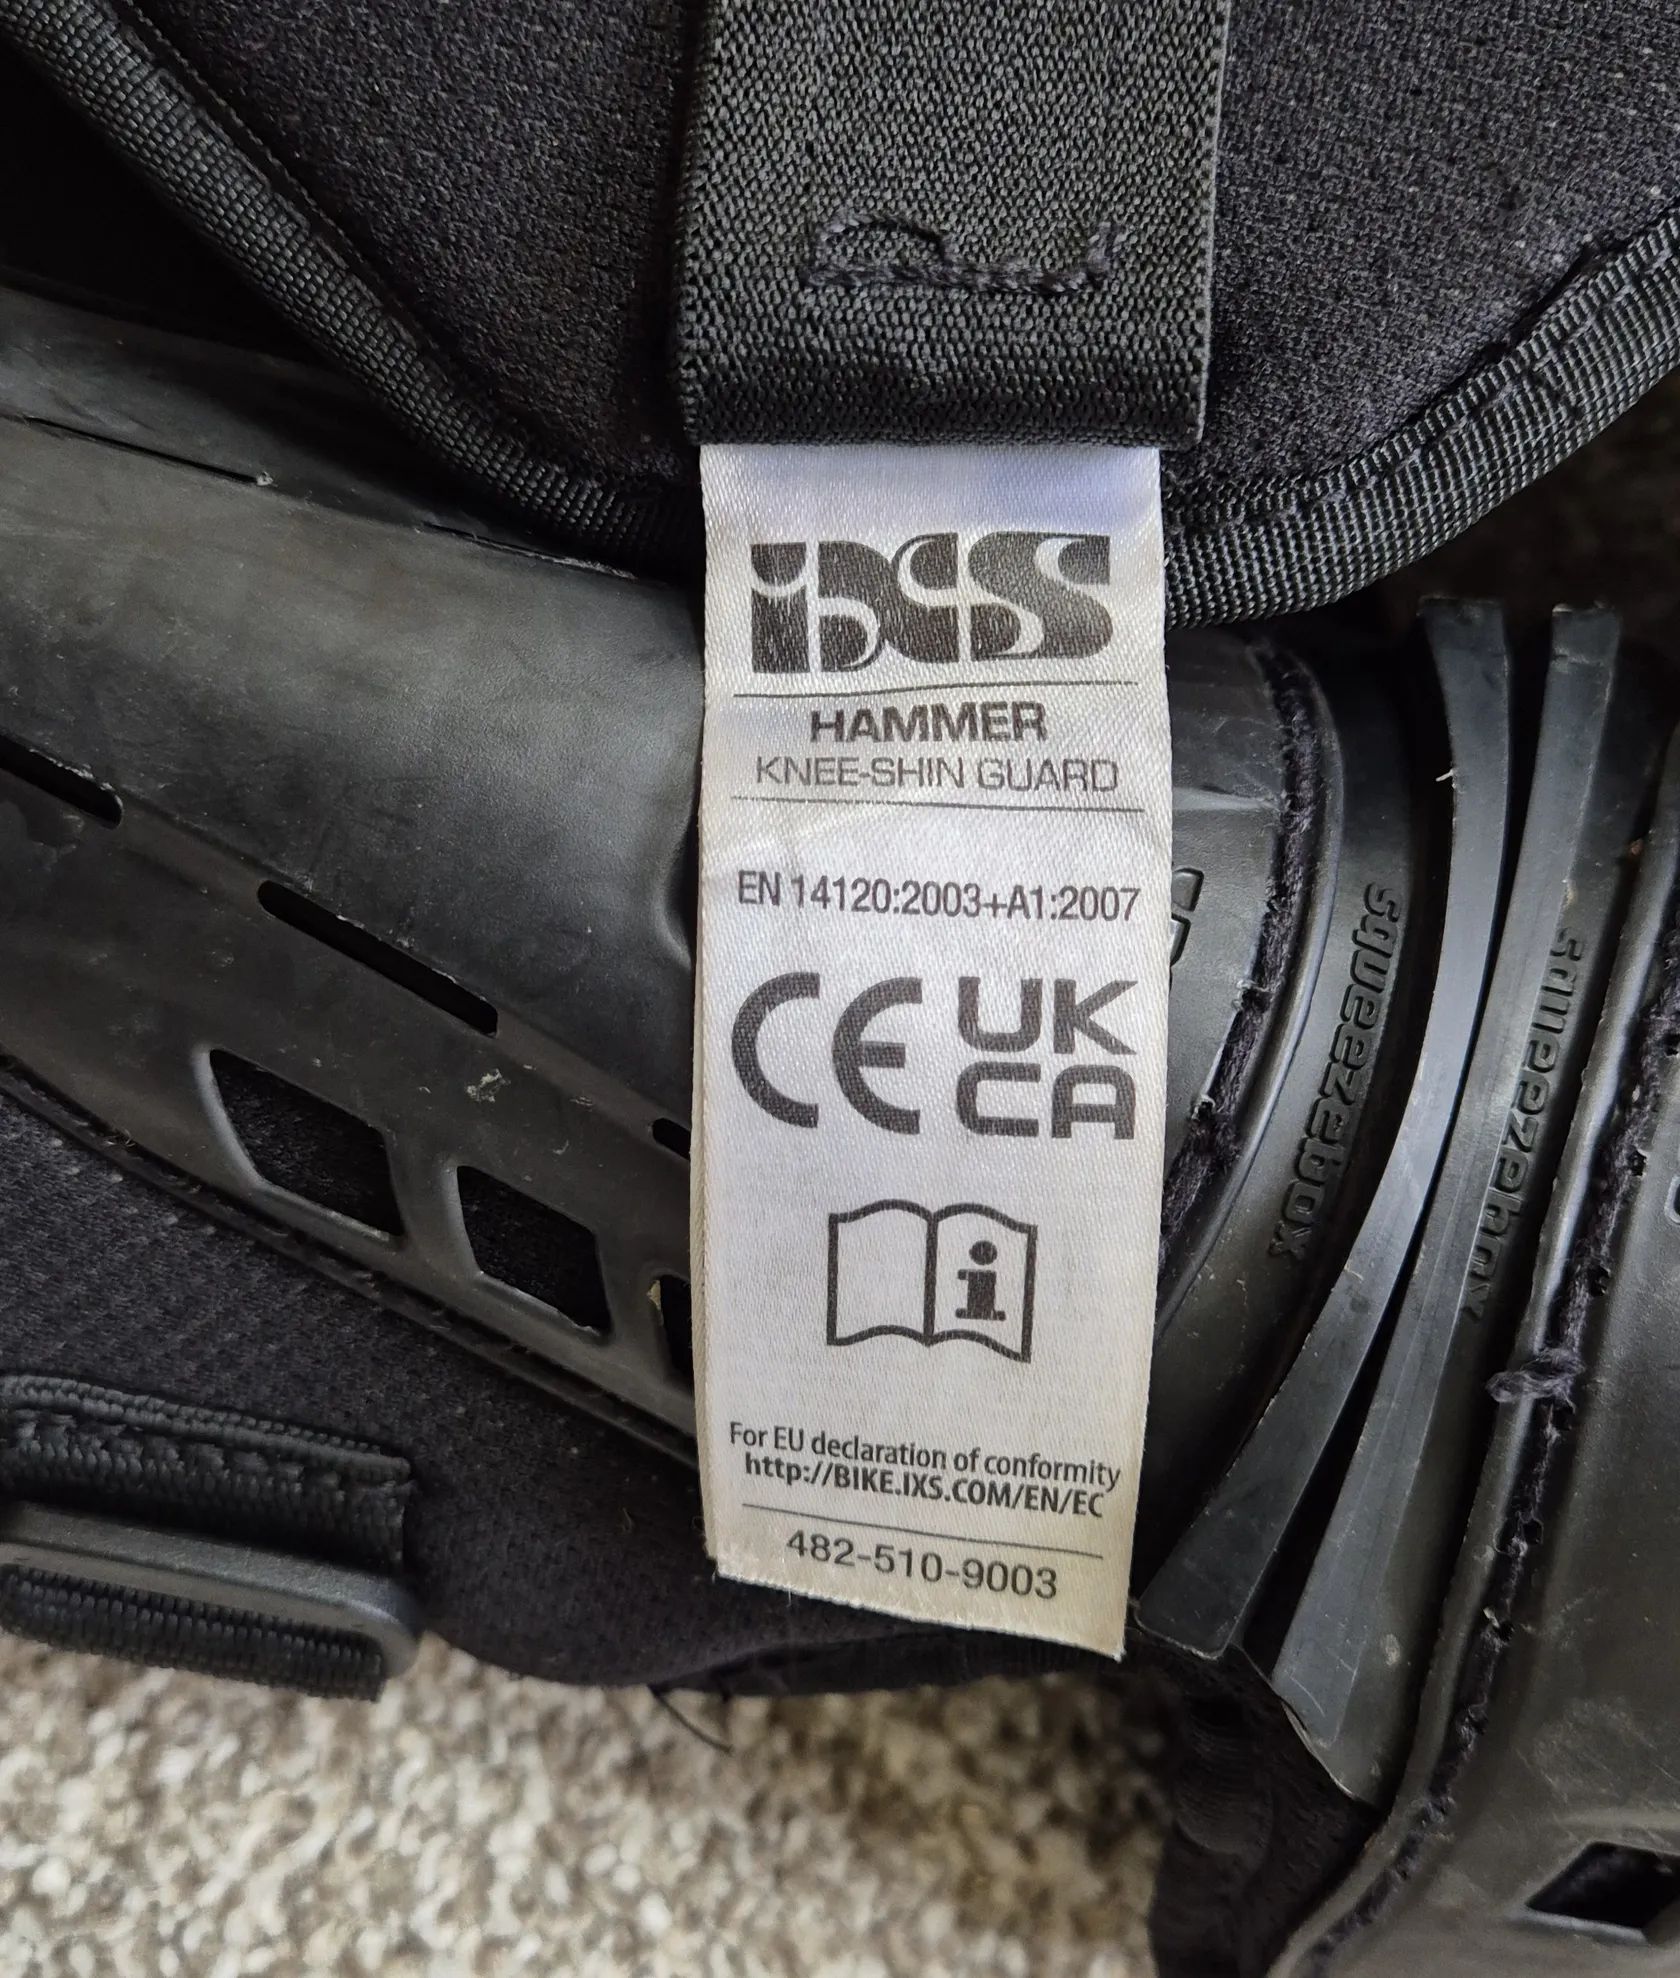 iXS
HAMMER
KNEE-SHIN GUARD
EN 14120:2003+A1:2007
CE UK
CA
i
For EU declaration of conformity
http://BIKE.IXS.COM/EN/EC
482-510-9003
squeezebox
squeezebox